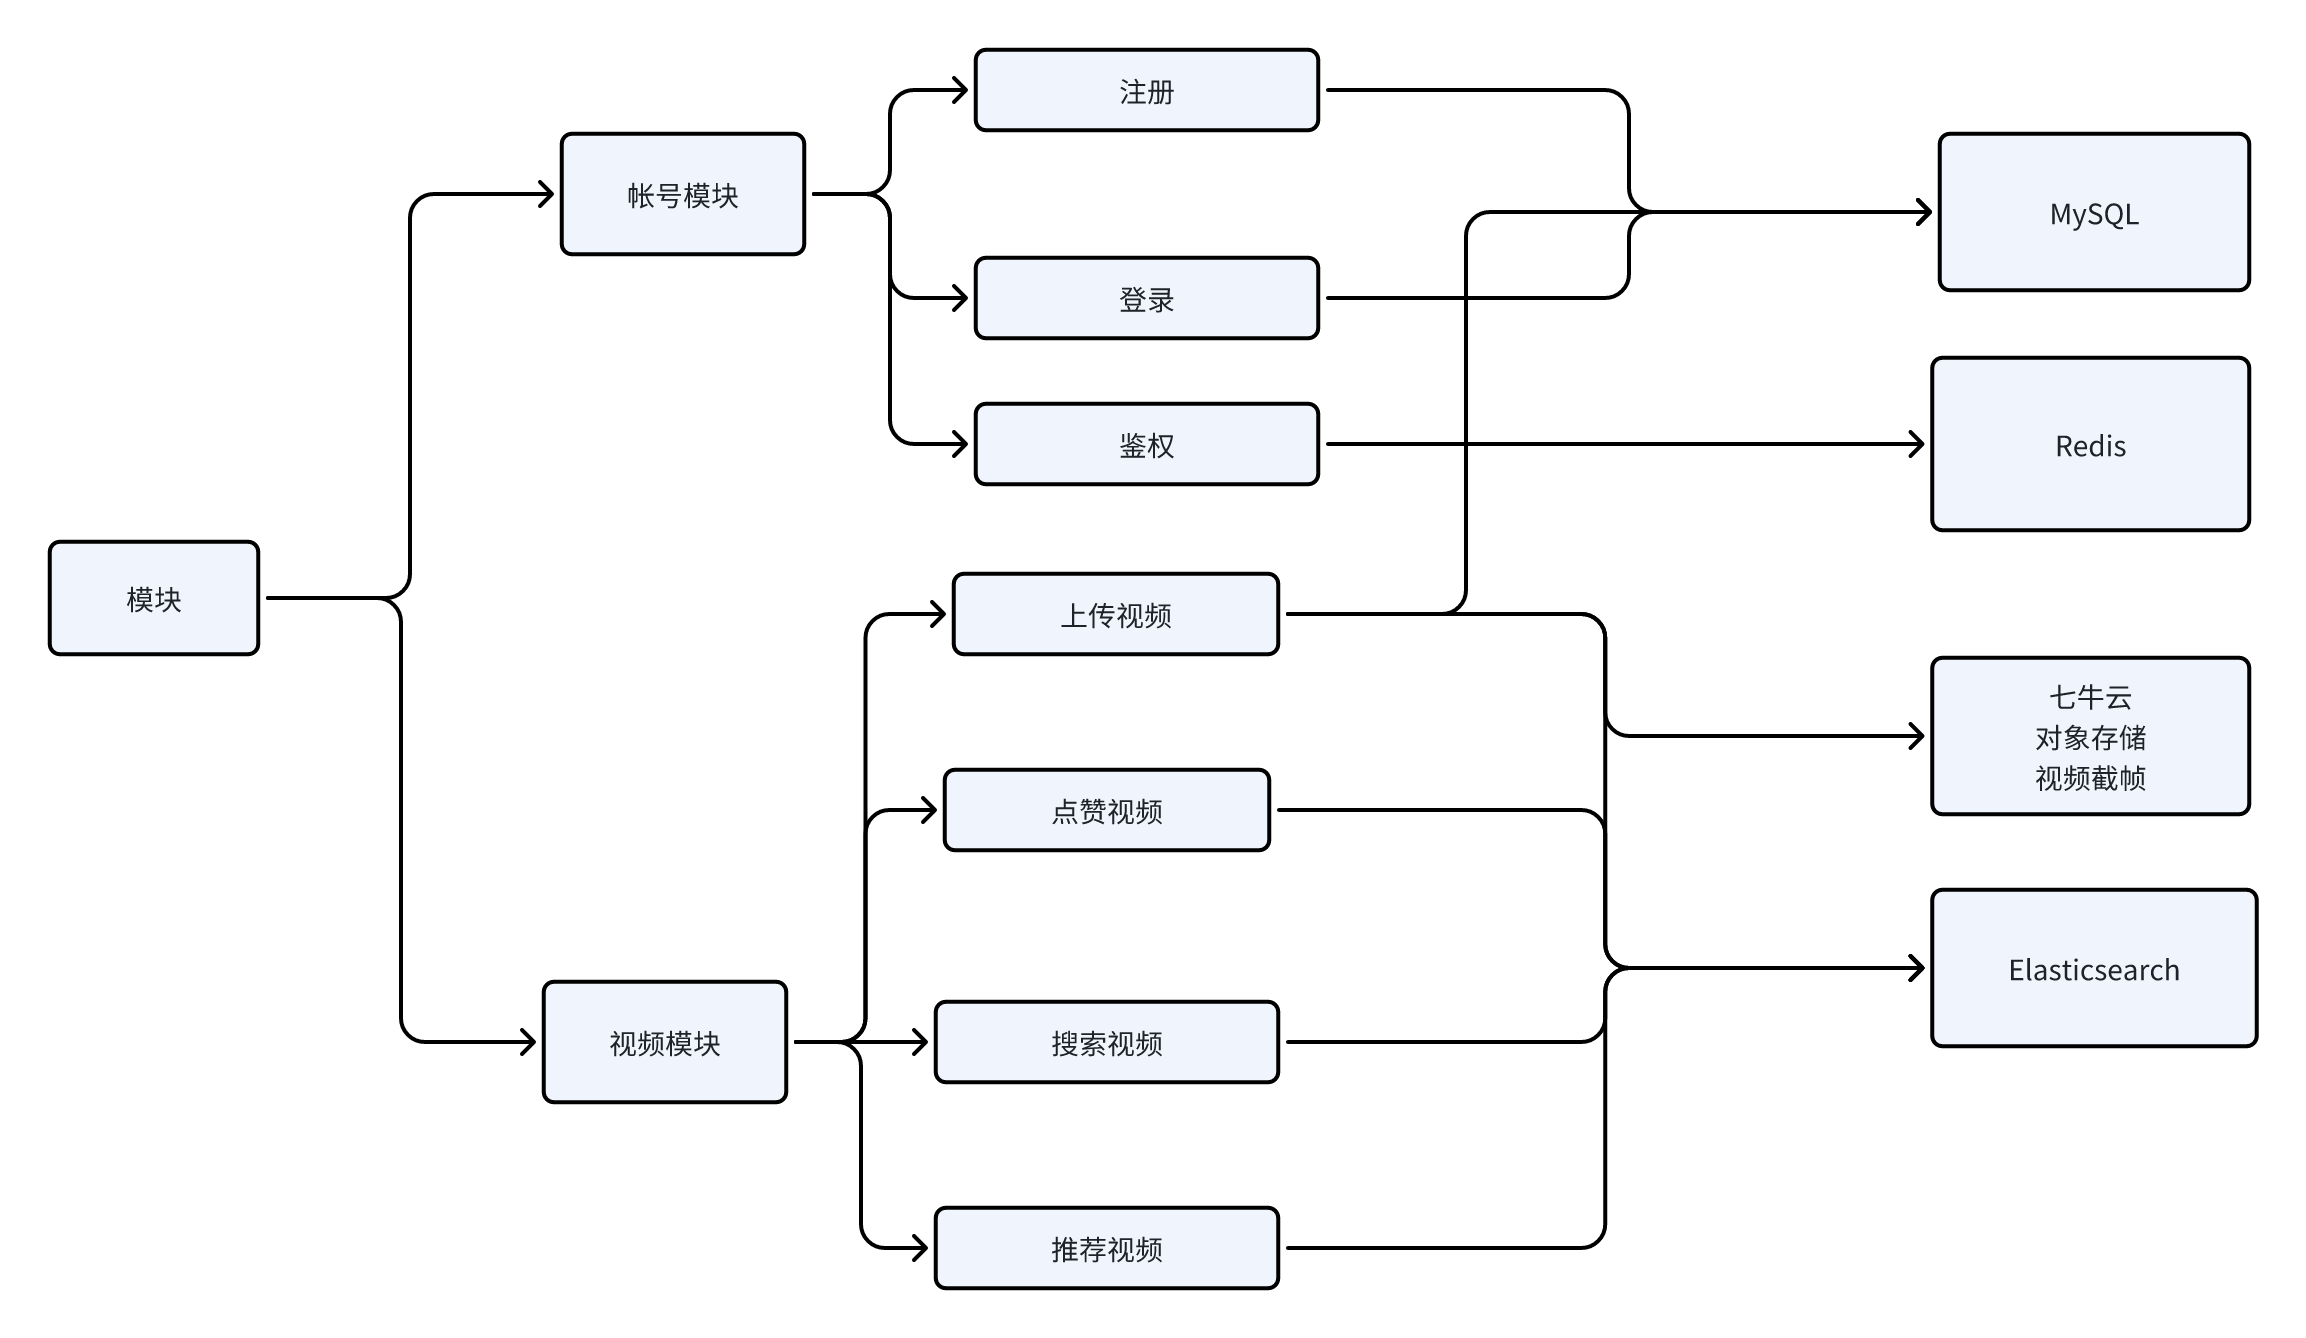 模块
帐号模块
视频模块
注册
登录
鉴权
上传视频
点赞视频
搜索视频
推荐视频
MySQL
Redis
七牛云
对象存储
视频截帧
Elasticsearch